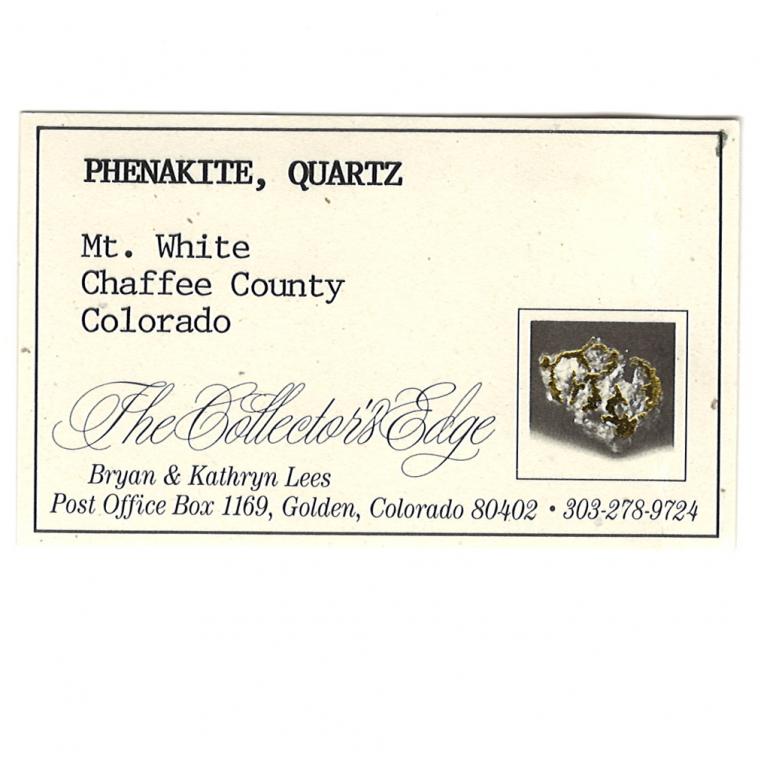 PHENAKITE, QUARTZ
Mt. White
Chaffee County
Colorado
The Collector's Edge
Bryan & Kathryn Lees
Post Office Box 1169, Golden, Colorado 80402 • 303-278-9724